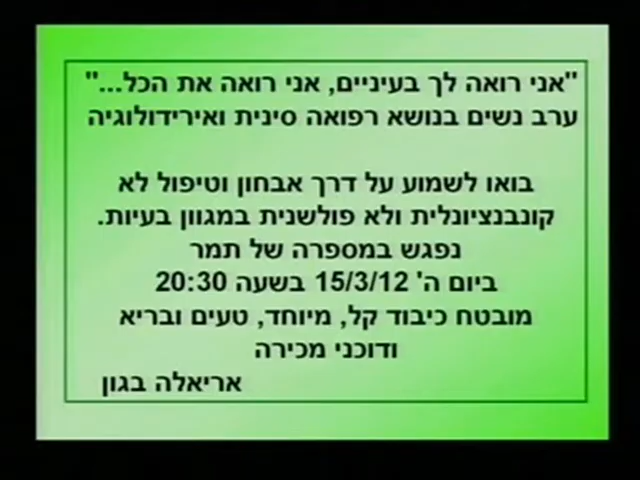 "אני רואה לך בעיניים, אני רואה את הכל..."
ערב נשים בנושא רפואה סינית ואירידולוגיה
בואו לשמוע על דרך אבחון וטיפול לא
קונבנציונלית ולא פולשנית במגוון בעיות.
נפגש במספרה של תמר
ביום ה' 15/3/12 בשעה 20:30
מובטח כיבוד קל, מיוחד, טעים ובריא
ודוכני מכירה
אריאלה בגון